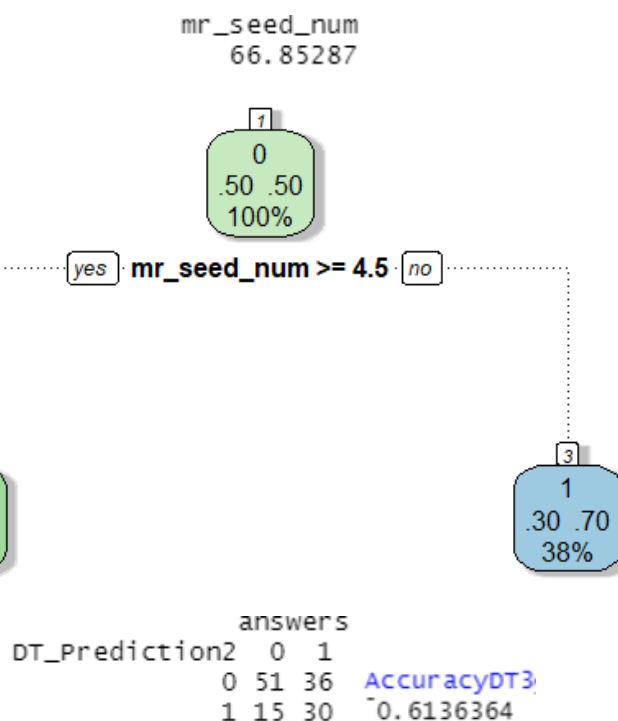 mr_seed_num
66.85287
1
0
.50 .50
100%
yes mr_seed_num >= 4.5 no
3
1
.30 .70
38%
answers
DT_Prediction2 0 1
0 51 36 AccuracyDT3
1 15 30 0.6136364